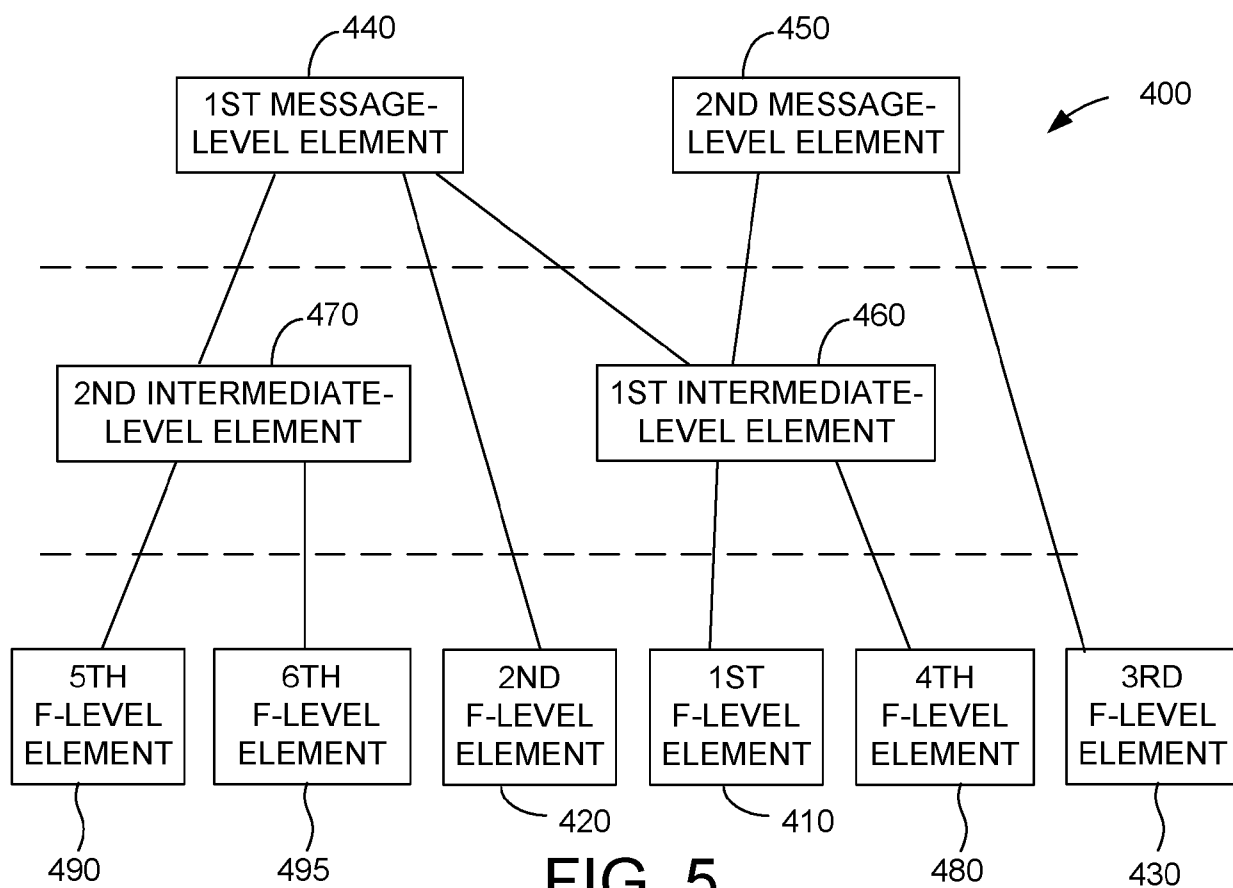 440
450
400
1ST MESSAGE-
LEVEL ELEMENT
2ND MESSAGE-
LEVEL ELEMENT
470
460
2ND INTERMEDIATE-
LEVEL ELEMENT
1ST INTERMEDIATE-
LEVEL ELEMENT
5TH
F-LEVEL
ELEMENT
6TH
F-LEVEL
ELEMENT
2ND
F-LEVEL
ELEMENT
1ST
F-LEVEL
ELEMENT
4TH
F-LEVEL
ELEMENT
3RD
F-LEVEL
ELEMENT
490
495
420
410
480
430
FIG. 5